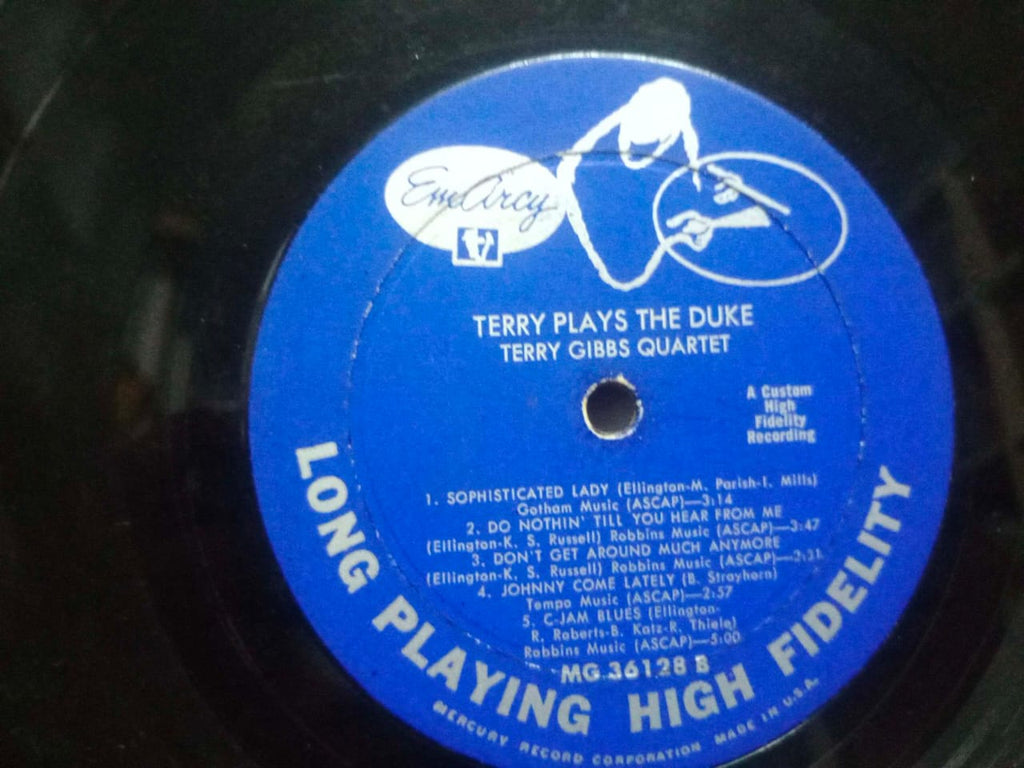 EmArcy
TERRY PLAYS THE DUKE
TERRY GIBBS QUARTET
A Custom
High
Fidelity
Recording
1. SOPHISTICATED LADY (Ellington-M. Parish-I. Mills)
Gotham Music (ASCAP)—3:14
2. DO NOTHIN' TILL YOU HEAR FROM ME
(Ellington-K. S. Russell) Robbins Music (ASCAP)—3:47
3. DON'T GET AROUND MUCH ANYMORE
(Ellington-K. S. Russell) Robbins Music (ASCAP)—3:31
4. JOHNNY COME LATELY (B. Strayhorn)
Tempo Music (ASCAP)—2:57
5. C-JAM BLUES (Ellington-
R. Roberts-B. Katz-R. Thiele)
Robbins Music (ASCAP)—5:00
MG 36128 B
LONG PLAYING HIGH FIDELITY
MERCURY RECORD CORPORATION MADE IN U.S.A.